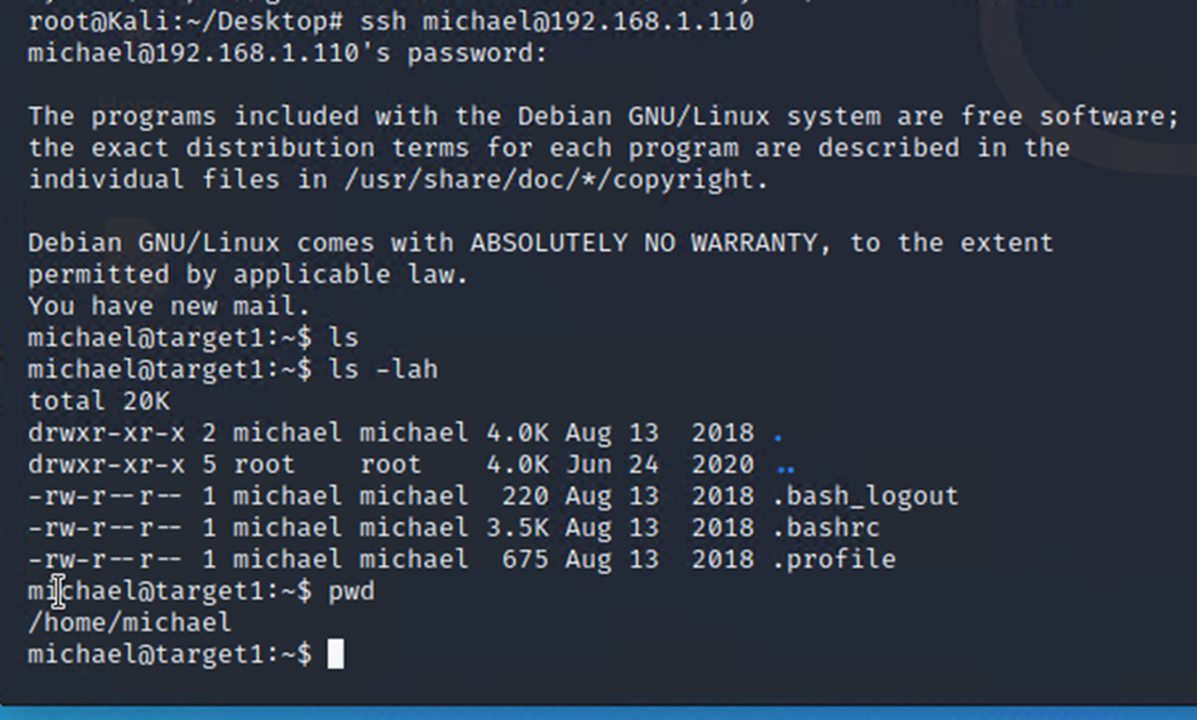 root@Kali:~/Desktop# ssh michael@192.168.1.110
michael@192.168.1.110's password:
The programs included with the Debian GNU/Linux system are free software;
the exact distribution terms for each program are described in the
individual files in /usr/share/doc/*/copyright.
Debian GNU/Linux comes with ABSOLUTELY NO WARRANTY, to the extent
permitted by applicable law.
You have new mail.
michael@target1:~$ ls
michael@target1:~$ ls -lah
total 20K
drwxr-xr-x 2 michael michael 4.0K Aug 13  2018 .
drwxr-xr-x 5 root    root    4.0K Jun 24  2020 ..
-rw-r--r-- 1 michael michael  220 Aug 13  2018 .bash_logout
-rw-r--r-- 1 michael michael 3.5K Aug 13  2018 .bashrc
-rw-r--r-- 1 michael michael  675 Aug 13  2018 .profile
michael@target1:~$ pwd
/home/michael
michael@target1:~$